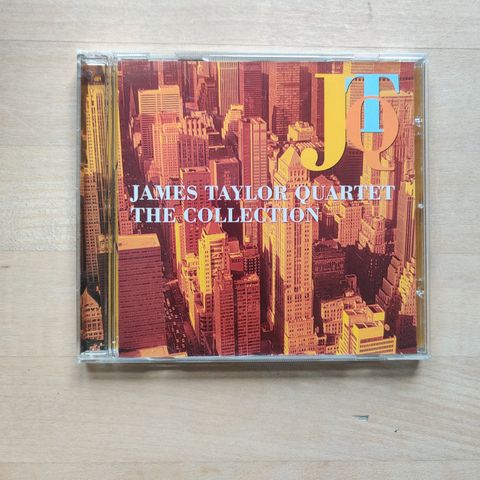 JTQ
JAMES TAYLOR QUARTET
THE COLLECTION